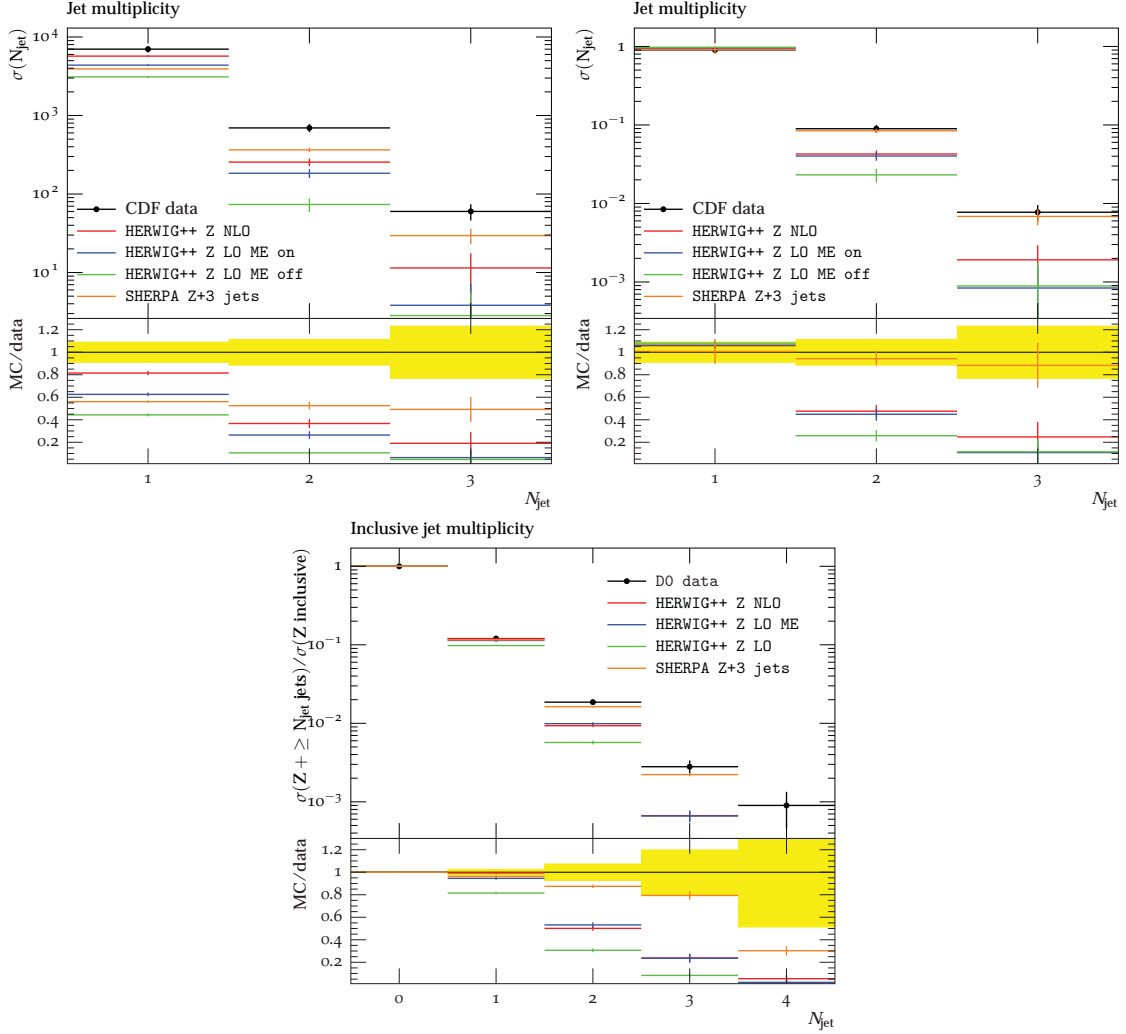 Jet multiplicity
σ(N_jet)
10^4
10^3
10^2
10^1
CDF data
HERWIG++ Z NLO
HERWIG++ Z LO ME on
HERWIG++ Z LO ME off
SHERPA Z+3 jets
MC/data
1.2
1
0.8
0.6
0.4
0.2
1
2
3
N_jet
Jet multiplicity
σ(N_jet)
1
10^−1
10^−2
10^−3
CDF data
HERWIG++ Z NLO
HERWIG++ Z LO ME on
HERWIG++ Z LO ME off
SHERPA Z+3 jets
MC/data
1.2
1
0.8
0.6
0.4
0.2
1
2
3
N_jet
Inclusive jet multiplicity
σ(Z + ≥ N_jet jets)/σ(Z inclusive)
1
10^−1
10^−2
10^−3
D0 data
HERWIG++ Z NLO
HERWIG++ Z LO ME
HERWIG++ Z LO
SHERPA Z+3 jets
MC/data
1.2
1
0.8
0.6
0.4
0.2
0
1
2
3
4
N_jet